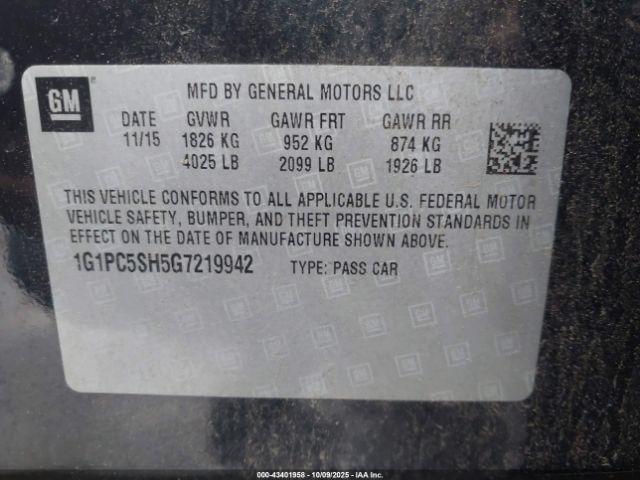 GM
MFD BY GENERAL MOTORS LLC
DATE GVWR GAWR FRT GAWR RR
11/15 1826 KG 952 KG 874 KG
4025 LB 2099 LB 1926 LB
THIS VEHICLE CONFORMS TO ALL APPLICABLE U.S. FEDERAL MOTOR
VEHICLE SAFETY, BUMPER, AND THEFT PREVENTION STANDARDS IN
EFFECT ON THE DATE OF MANUFACTURE SHOWN ABOVE.
1G1PC5SH5G7219942 TYPE: PASS CAR
000-43401958 - 10/09/2025 - IAA Inc.